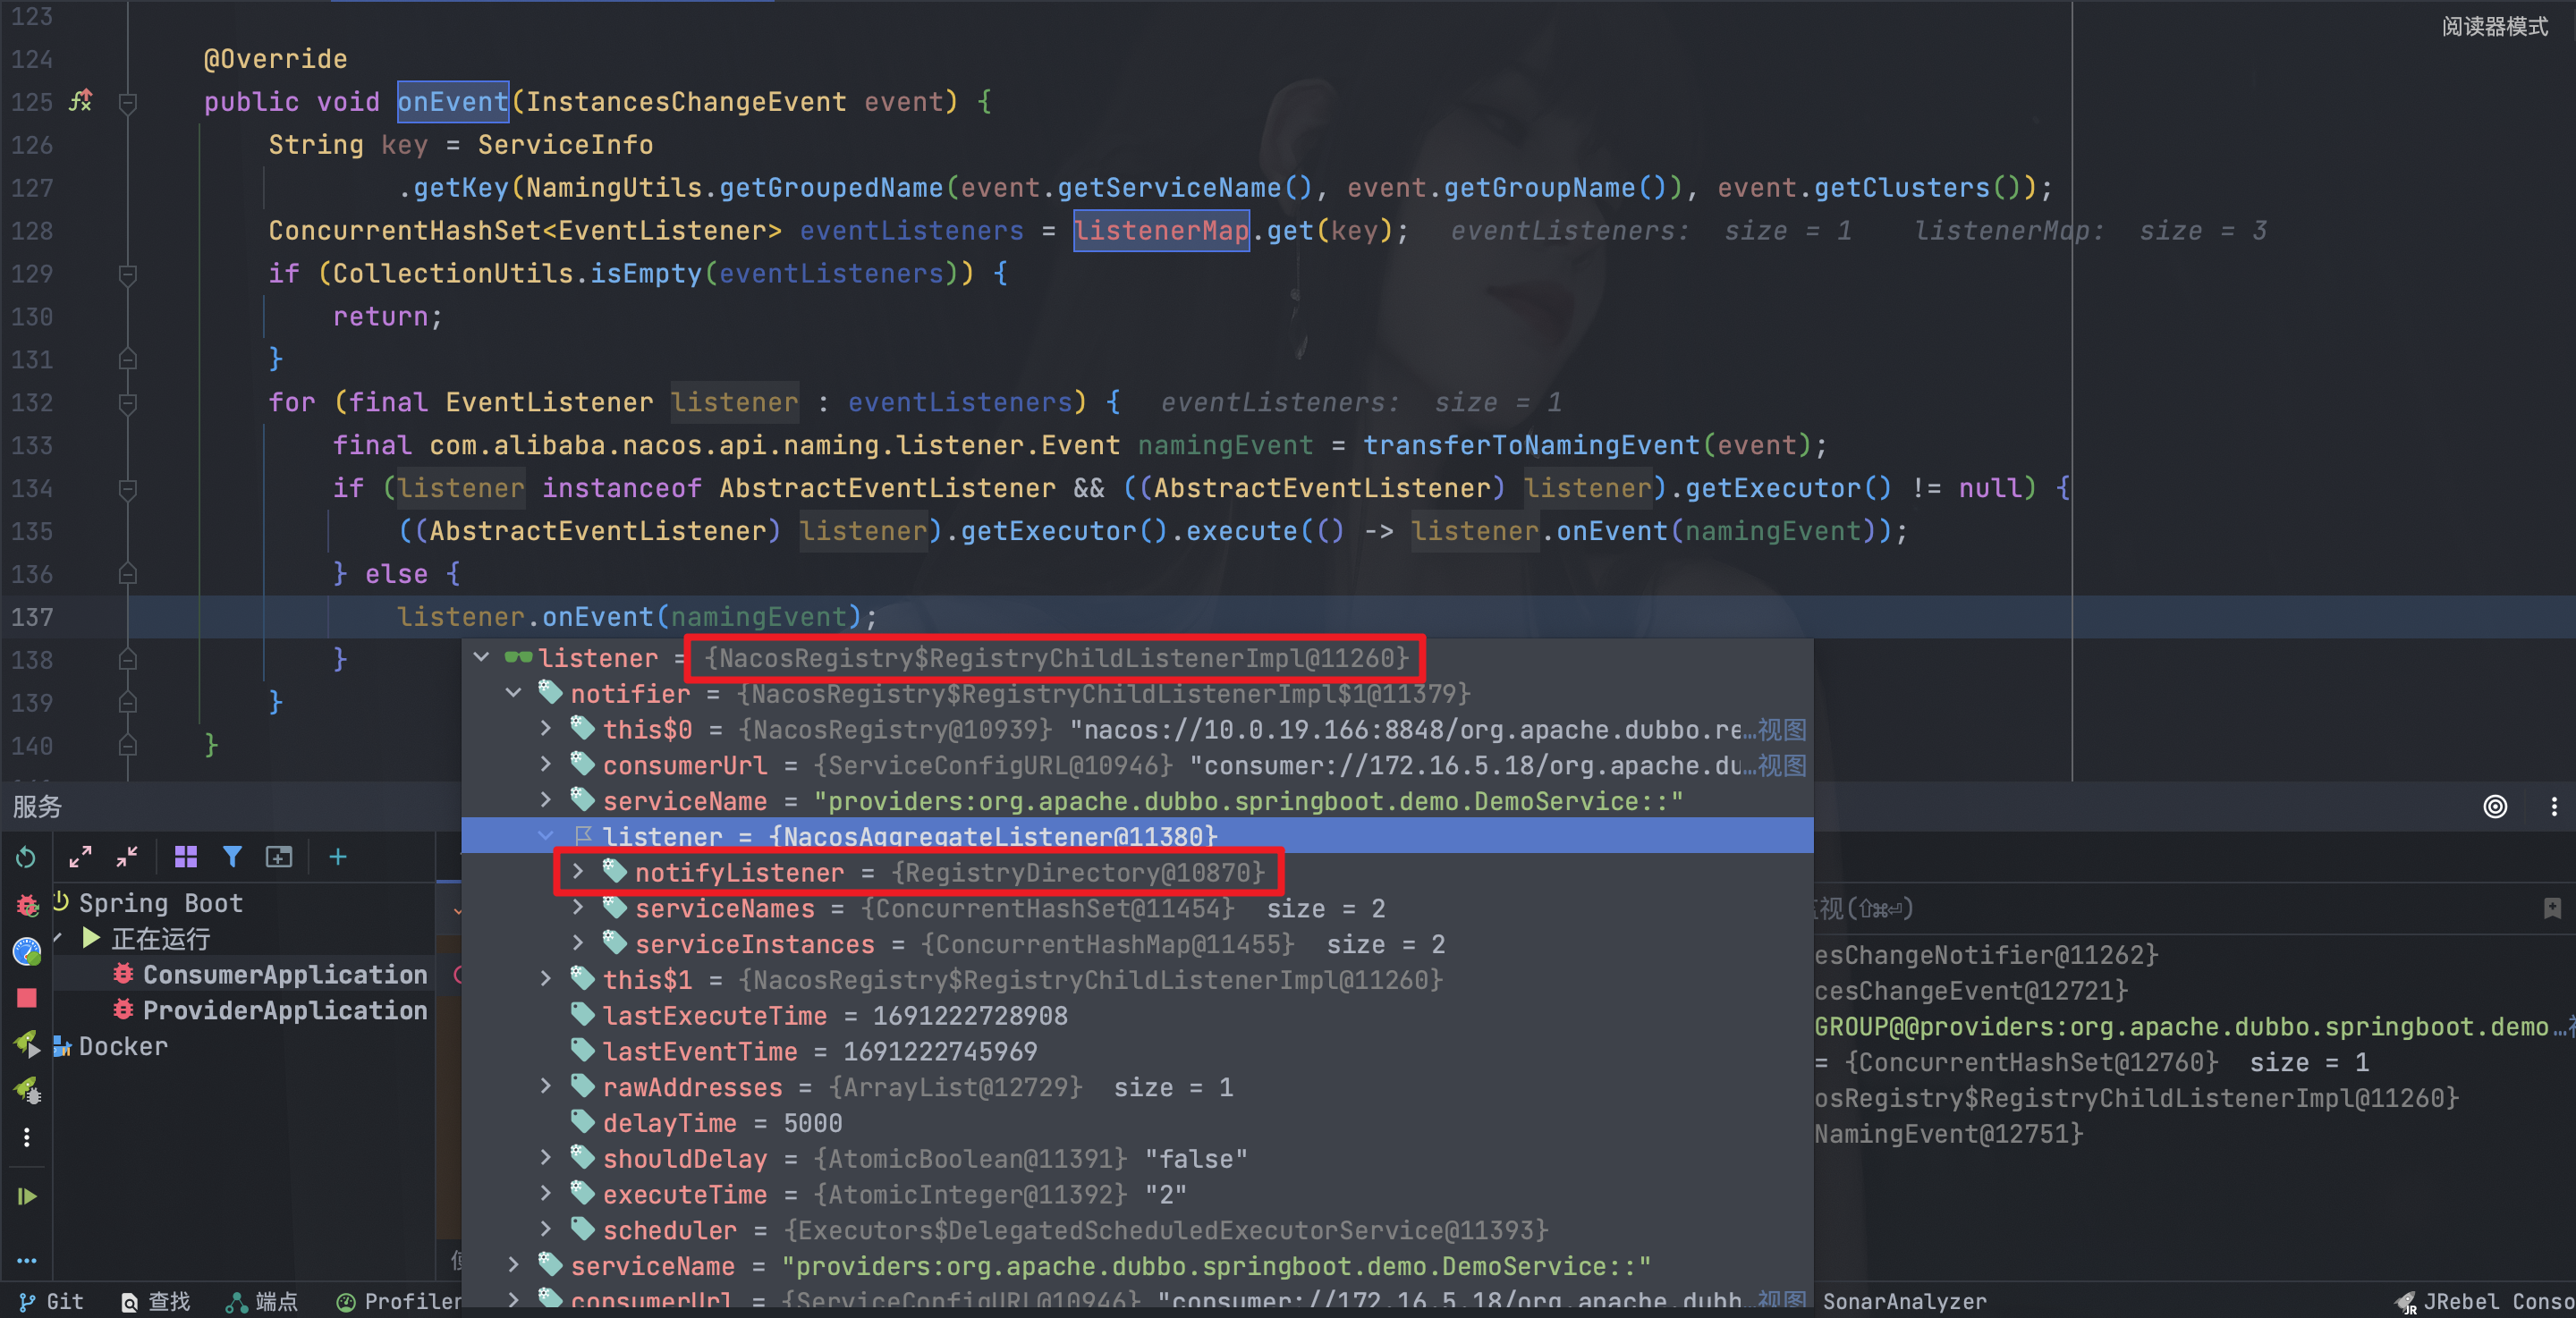 123
阅读器模式
124 @Override
125 public void onEvent(InstancesChangeEvent event) {
126 String key = ServiceInfo
127 .getKey(NamingUtils.getGroupedName(event.getServiceName(), event.getGroupName()), event.getClusters());
128 ConcurrentHashSet<EventListener> eventListeners = listenerMap.get(key); eventListeners: size = 1 listenerMap: size = 3
129 if (CollectionUtils.isEmpty(eventListeners)) {
130 return;
131 }
132 for (final EventListener listener : eventListeners) { eventListeners: size = 1
133 final com.alibaba.nacos.api.naming.listener.Event namingEvent = transferToNamingEvent(event);
134 if (listener instanceof AbstractEventListener && ((AbstractEventListener) listener).getExecutor() != null) {
135 ((AbstractEventListener) listener).getExecutor().execute(() -> listener.onEvent(namingEvent));
136 } else {
137 listener.onEvent(namingEvent);
138 }
139 }
140 }
listener = {NacosRegistry$RegistryChildListenerImpl@11260}
notifier = {NacosRegistry$RegistryChildListenerImpl$1@11379}
this$0 = {NacosRegistry@10939} "nacos://10.0.19.166:8848/org.apache.dubbo.re…视图
consumerUrl = {ServiceConfigURL@10946} "consumer://172.16.5.18/org.apache.du…视图
serviceName = "providers:org.apache.dubbo.springboot.demo.DemoService::"
listener = {NacosAggregateListener@11380}
notifyListener = {RegistryDirectory@10870}
serviceNames = {ConcurrentHashSet@11454} size = 2
serviceInstances = {ConcurrentHashMap@11455} size = 2
this$1 = {NacosRegistry$RegistryChildListenerImpl@11260}
lastExecuteTime = 1691222728908
lastEventTime = 1691222745969
rawAddresses = {ArrayList@12729} size = 1
delayTime = 5000
shouldDelay = {AtomicBoolean@11391} "false"
executeTime = {AtomicInteger@11392} "2"
scheduler = {Executors$DelegatedScheduledExecutorService@11393}
serviceName = "providers:org.apache.dubbo.springboot.demo.DemoService::"
consumerUrl = {ServiceConfigURL@10946} "consumer://172.16.5.18/org.apache.dubb…视图
服务
Spring Boot
正在运行
ConsumerApplication
ProviderApplication
Docker
视(⇧⌘⏎)
esChangeNotifier@11262}
cesChangeEvent@12721}
GROUP@@providers:org.apache.dubbo.springboot.demo…
= {ConcurrentHashSet@12760} size = 1
osRegistry$RegistryChildListenerImpl@11260}
NamingEvent@12751}
Git 查找 端点 Profiler SonarAnalyzer JRebel Conso